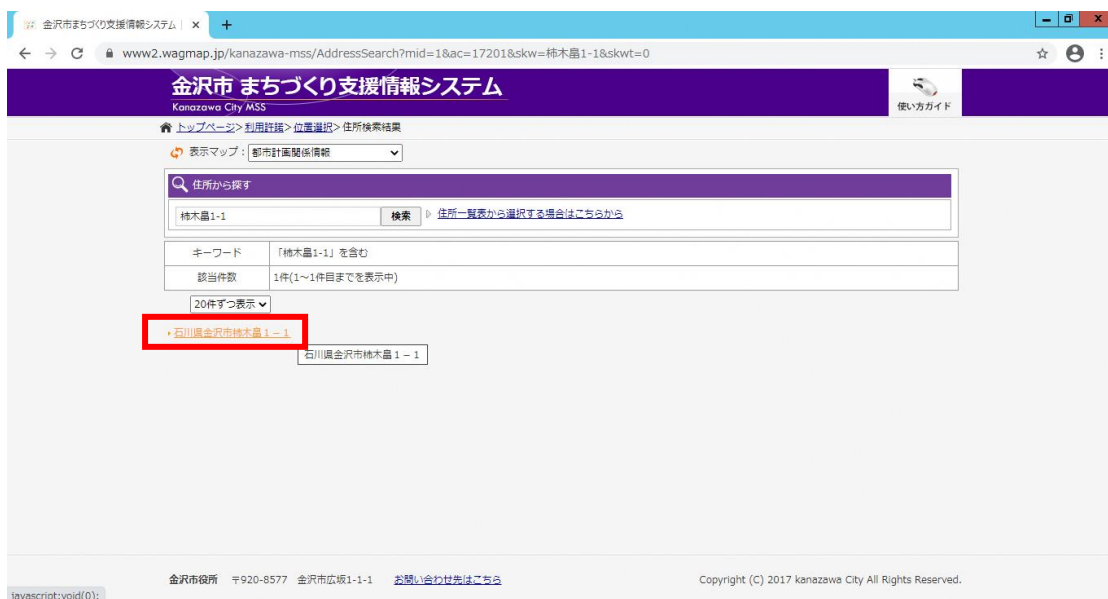 金沢市まちづくり支援情報システム
www2.wagmap.jp/kanazawa-mss/AddressSearch?mid=1&ac=17201&skw=柿木畠1-1&skwt=0
金沢市 まちづくり支援情報システム
Kanazawa City MSS
使い方ガイド
トップページ>利用許諾>位置選択>住所検索結果
表示マップ：都市計画関係情報
住所から探す
柿木畠1-1 検索 住所一覧表から選択する場合はこちらから
キーワード 「柿木畠1-1」を含む
該当件数 1件(1～1件目までを表示中)
20件ずつ表示
石川県金沢市柿木畠１－１
石川県金沢市柿木畠１－１
金沢市役所 〒920-8577 金沢市広坂1-1-1 お問い合わせ先はこちら Copyright (C) 2017 kanazawa City All Rights Reserved.
javascript:void(0);